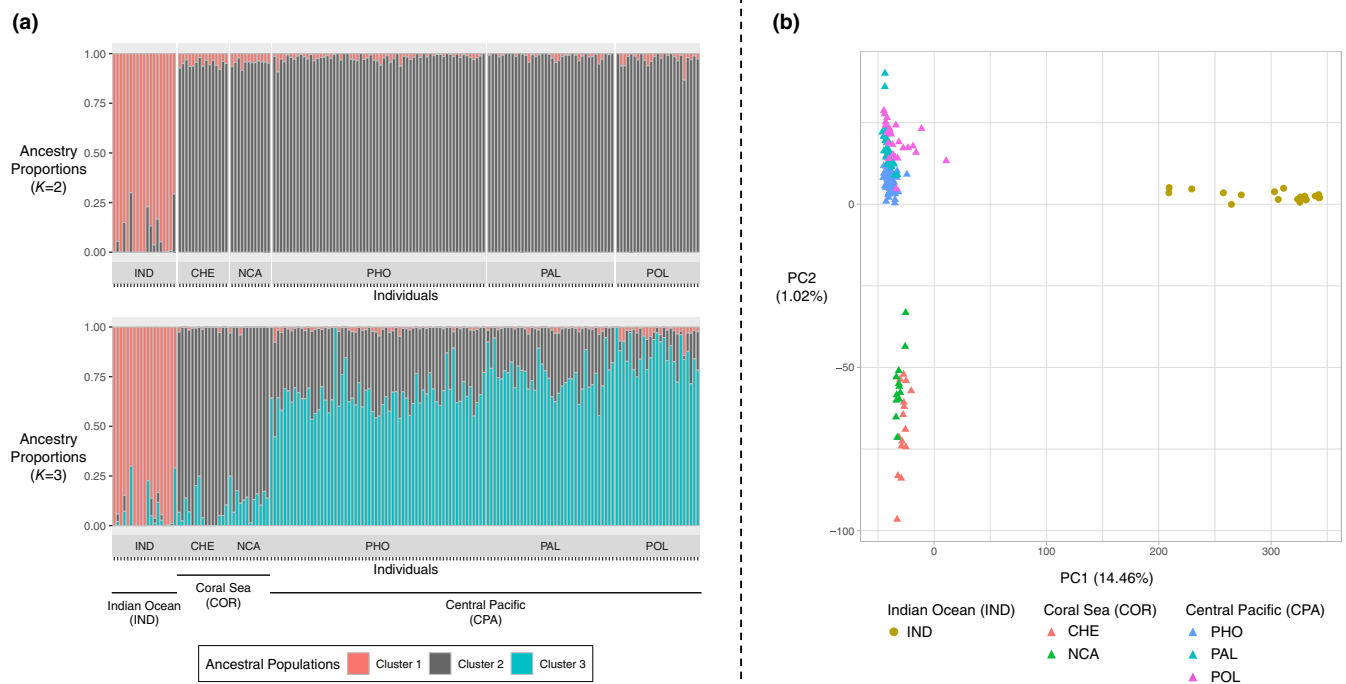 (a)
1.00
0.75
0.50
0.25
0.00
Ancestry
Proportions
(K=2)
IND CHE NCA PHO PAL POL
Individuals
1.00
0.75
0.50
0.25
0.00
Ancestry
Proportions
(K=3)
IND CHE NCA PHO PAL POL
Individuals
Indian Ocean
(IND)
Coral Sea
(COR)
Central Pacific
(CPA)
Ancestral Populations Cluster 1 Cluster 2 Cluster 3
(b)
0
−50
−100
PC2
(1.02%)
0 100 200 300
PC1 (14.46%)
Indian Ocean (IND) Coral Sea (COR) Central Pacific (CPA)
IND CHE PHO
NCA PAL
POL